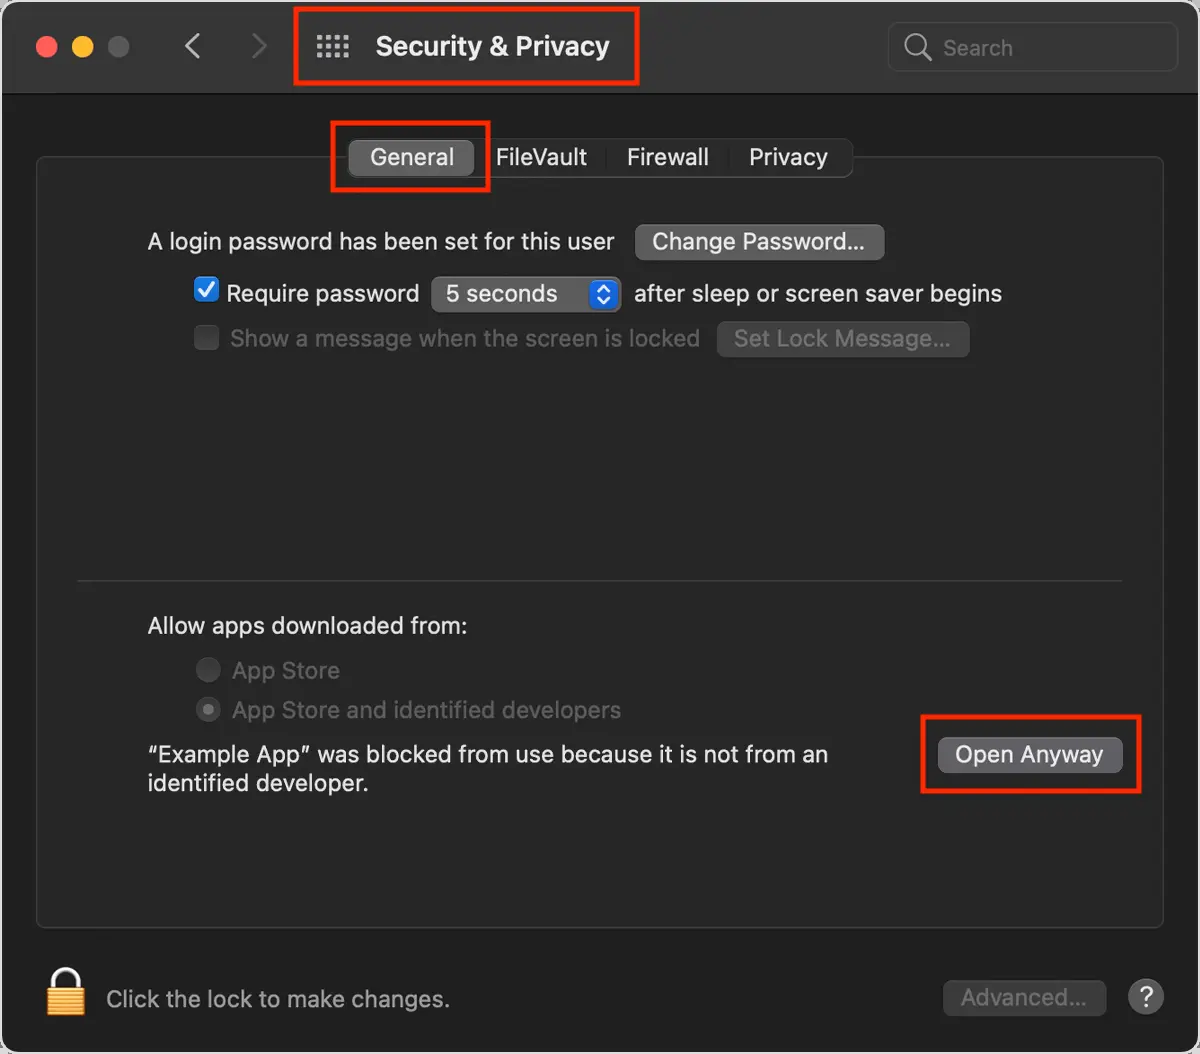 Security & Privacy
Search
General FileVault Firewall Privacy
A login password has been set for this user Change Password...
Require password 5 seconds after sleep or screen saver begins
Show a message when the screen is locked Set Lock Message...
Allow apps downloaded from:
App Store
App Store and identified developers
“Example App” was blocked from use because it is not from an
identified developer.
Open Anyway
Click the lock to make changes.
Advanced...
?